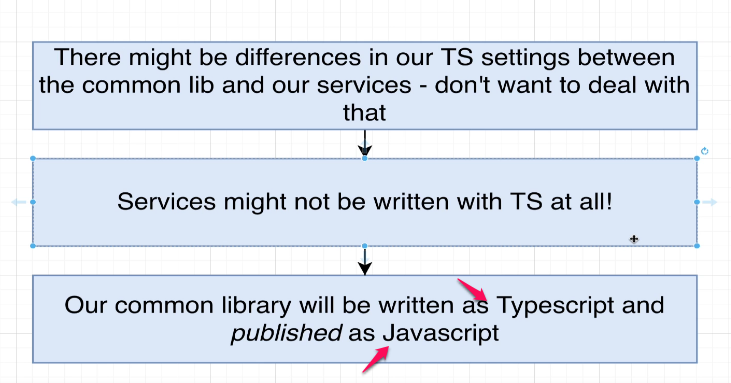 There might be differences in our TS settings between
the common lib and our services - don't want to deal with
that
Services might not be written with TS at all!
Our common library will be written as Typescript and
published as Javascript